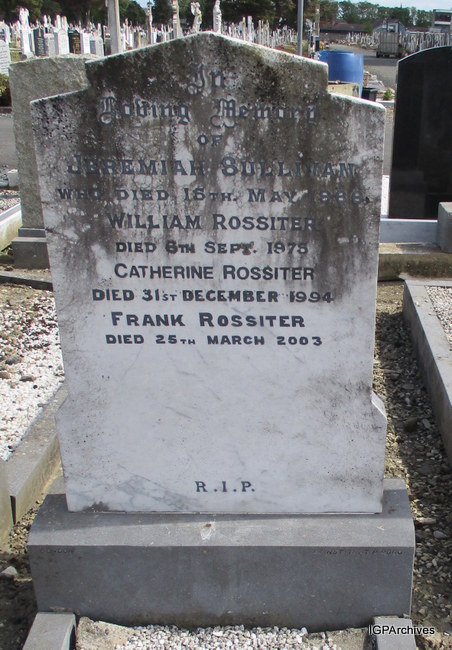 In
Loving Memory
OF
JEREMIAH SULLIVAN
WHO DIED 15TH. MAY
WILLIAM ROSSITER
DIED 8TH SEPT. 1975
CATHERINE ROSSITER
DIED 31ST DECEMBER 1994
FRANK ROSSITER
DIED 25TH MARCH 2003
R.I.P.
IGPArchives